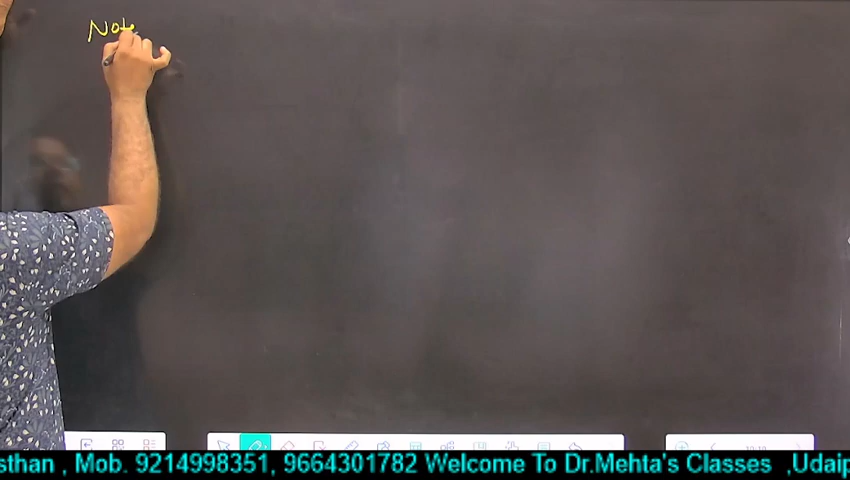 Note
sthan , Mob. 9214998351, 9664301782 Welcome To Dr.Mehta's Classes ,Udaip